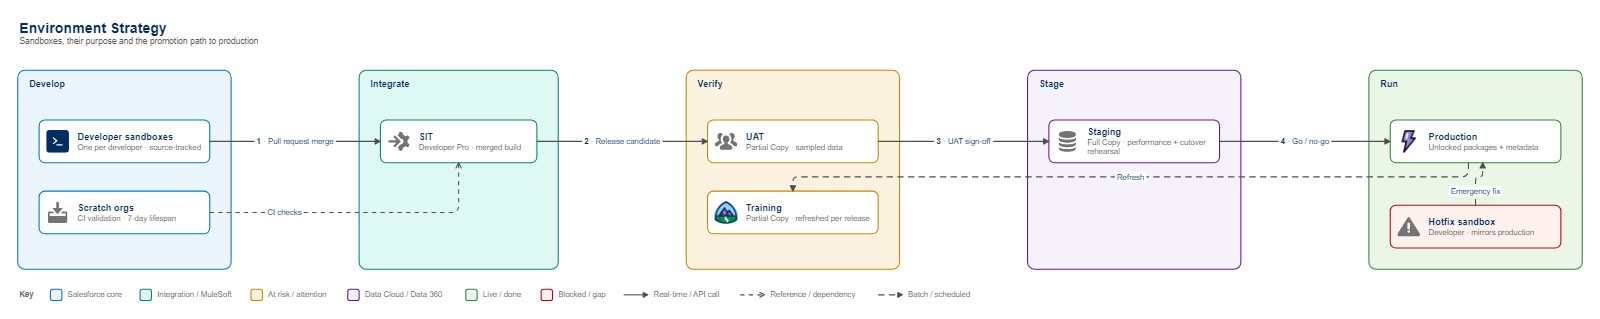 Environment Strategy
Sandboxes, their purpose and the promotion path to production
Develop
Developer sandboxes
One per developer · source-tracked
Scratch orgs
CI validation · 7-day lifespan
1 · Pull request merge
CI checks
Integrate
SIT
Developer Pro · merged build
2 · Release candidate
Verify
UAT
Partial Copy · sampled data
Training
Partial Copy · refreshed per release
3 · UAT sign-off
Refresh
Stage
Staging
Full Copy · performance + cutover
rehearsal
4 · Go / no-go
Run
Production
Unlocked packages + metadata
Emergency fix
Hotfix sandbox
Developer · mirrors production
Key
Salesforce core
Integration / MuleSoft
At risk / attention
Data Cloud / Data 360
Live / done
Blocked / gap
Real-time / API call
Reference / dependency
Batch / scheduled